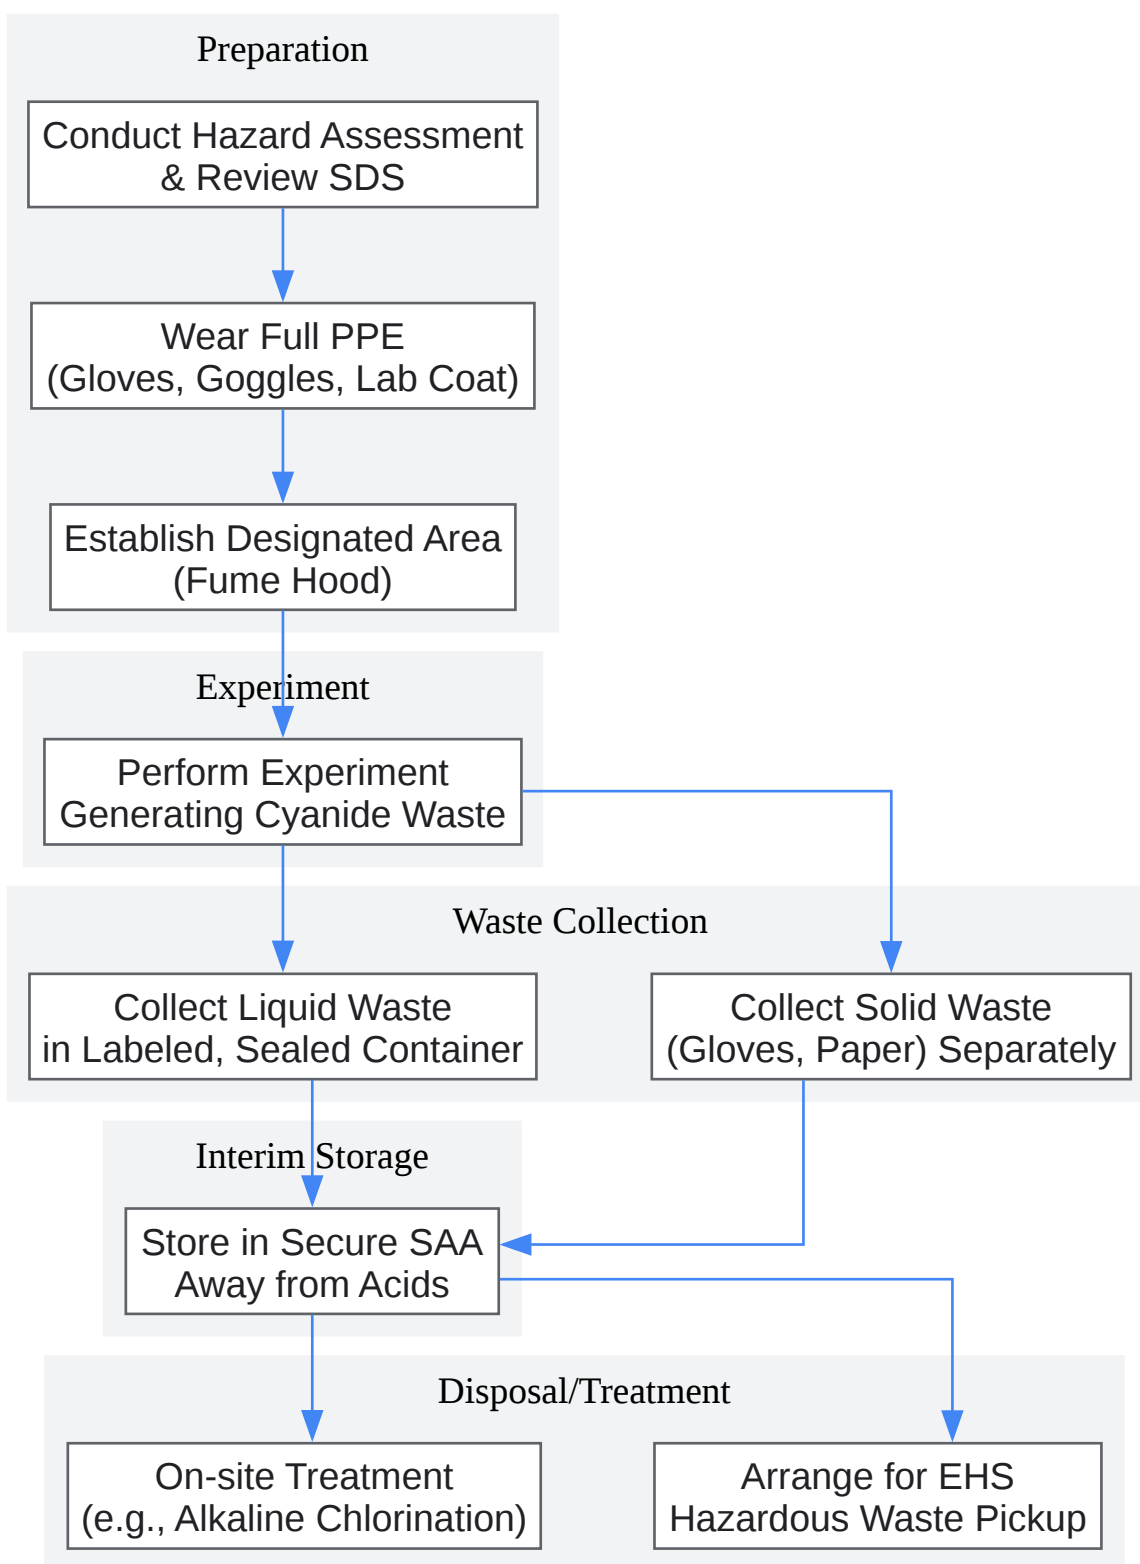 Preparation
Conduct Hazard Assessment
& Review SDS
Wear Full PPE
(Gloves, Goggles, Lab Coat)
Establish Designated Area
(Fume Hood)
Experiment
Perform Experiment
Generating Cyanide Waste
Waste Collection
Collect Liquid Waste
in Labeled, Sealed Container
Collect Solid Waste
(Gloves, Paper) Separately
Interim Storage
Store in Secure SAA
Away from Acids
Disposal/Treatment
On-site Treatment
(e.g., Alkaline Chlorination)
Arrange for EHS
Hazardous Waste Pickup